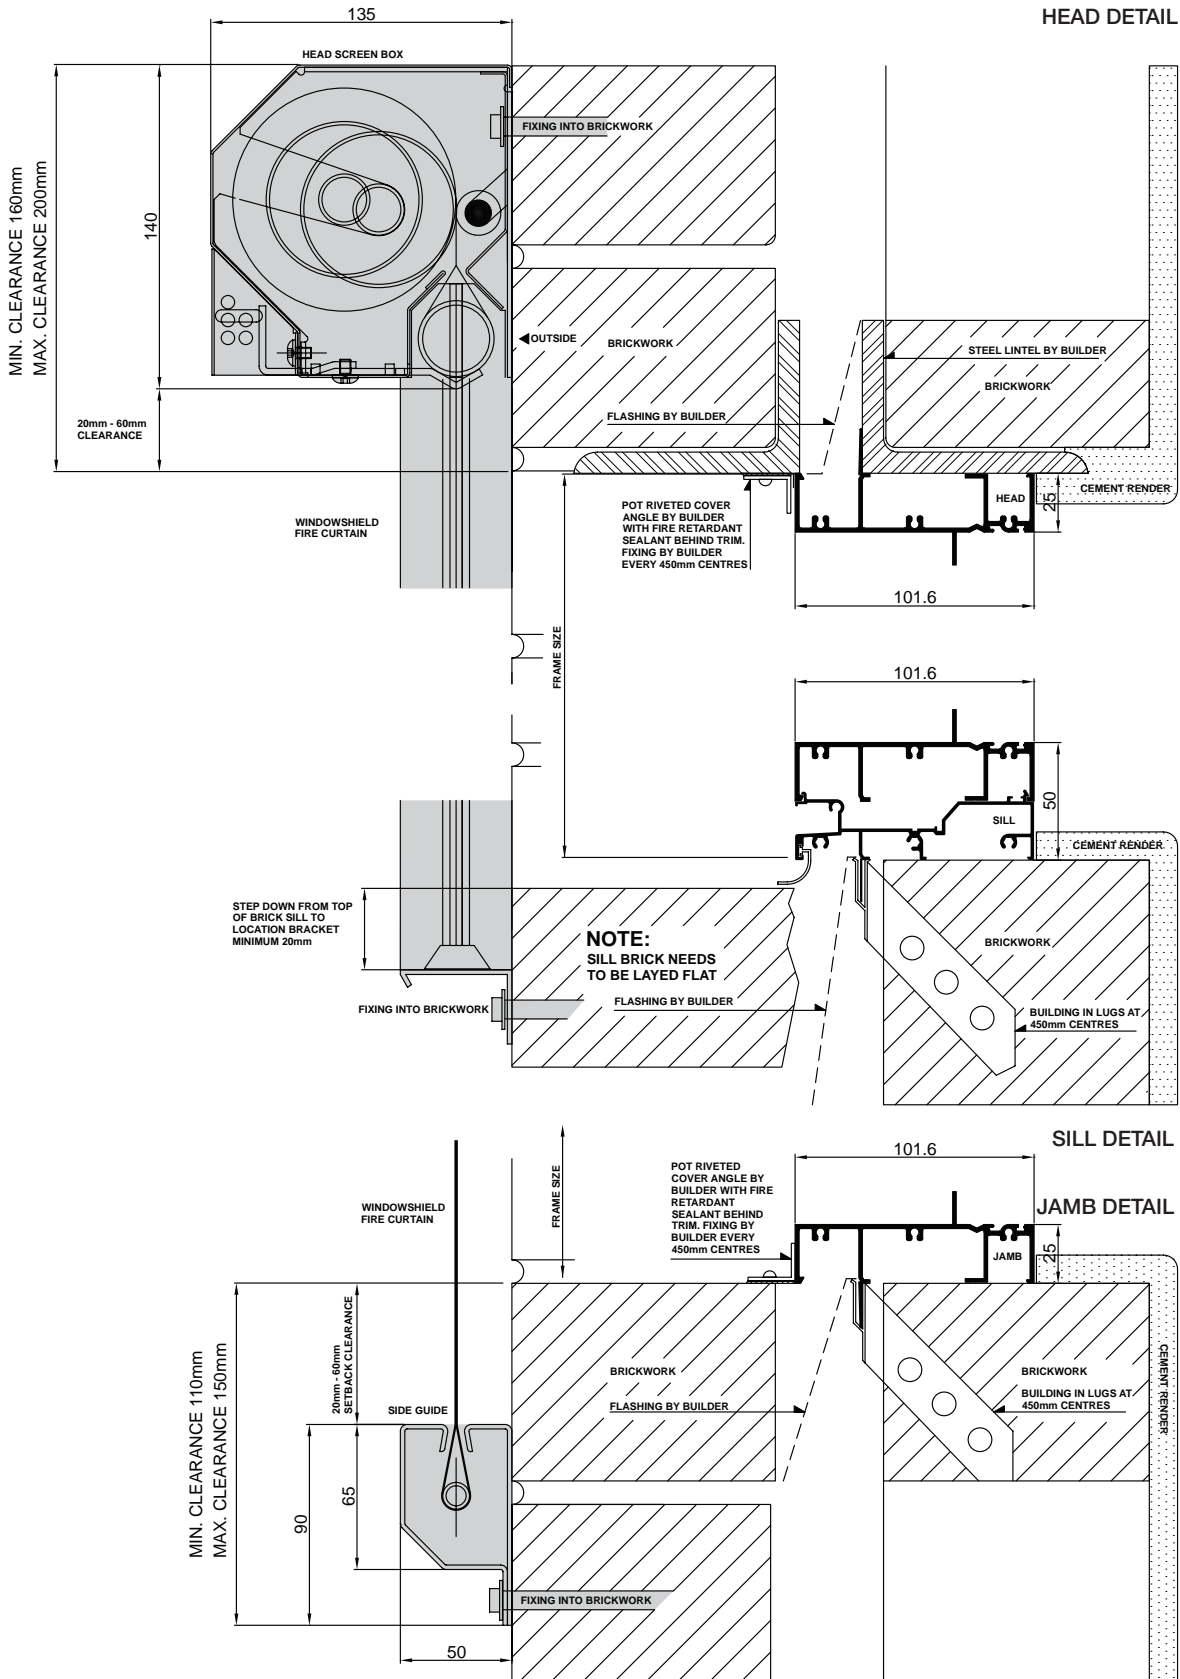 HEAD DETAIL
135
HEAD SCREEN BOX
FIXING INTO BRICKWORK
MIN. CLEARANCE 160mm
MAX. CLEARANCE 200mm
140
OUTSIDE
BRICKWORK
STEEL LINTEL BY BUILDER
BRICKWORK
20mm - 60mm
CLEARANCE
FLASHING BY BUILDER
CEMENT RENDER
HEAD
25
WINDOWSHIELD
FIRE CURTAIN
POT RIVETED COVER
ANGLE BY BUILDER
WITH FIRE RETARDANT
SEALANT BEHIND TRIM.
FIXING BY BUILDER
EVERY 450mm CENTRES
101.6
FRAME SIZE
101.6
50
SILL
CEMENT RENDER
STEP DOWN FROM TOP
OF BRICK SILL TO
LOCATION BRACKET
MINIMUM 20mm
NOTE:
SILL BRICK NEEDS
TO BE LAYED FLAT
BRICKWORK
FIXING INTO BRICKWORK
FLASHING BY BUILDER
BUILDING IN LUGS AT
450mm CENTRES
SILL DETAIL
101.6
JAMB DETAIL
WINDOWSHIELD
FIRE CURTAIN
FRAME SIZE
POT RIVETED
COVER ANGLE BY
BUILDER WITH FIRE
RETARDANT
SEALANT BEHIND
TRIM. FIXING BY
BUILDER EVERY
450mm CENTRES
JAMB
25
MIN. CLEARANCE 110mm
MAX. CLEARANCE 150mm
20mm - 60mm
SETBACK CLEARANCE
BRICKWORK
BRICKWORK
FLASHING BY BUILDER
BUILDING IN LUGS AT
450mm CENTRES
CEMENT RENDER
SIDE GUIDE
65
90
FIXING INTO BRICKWORK
50